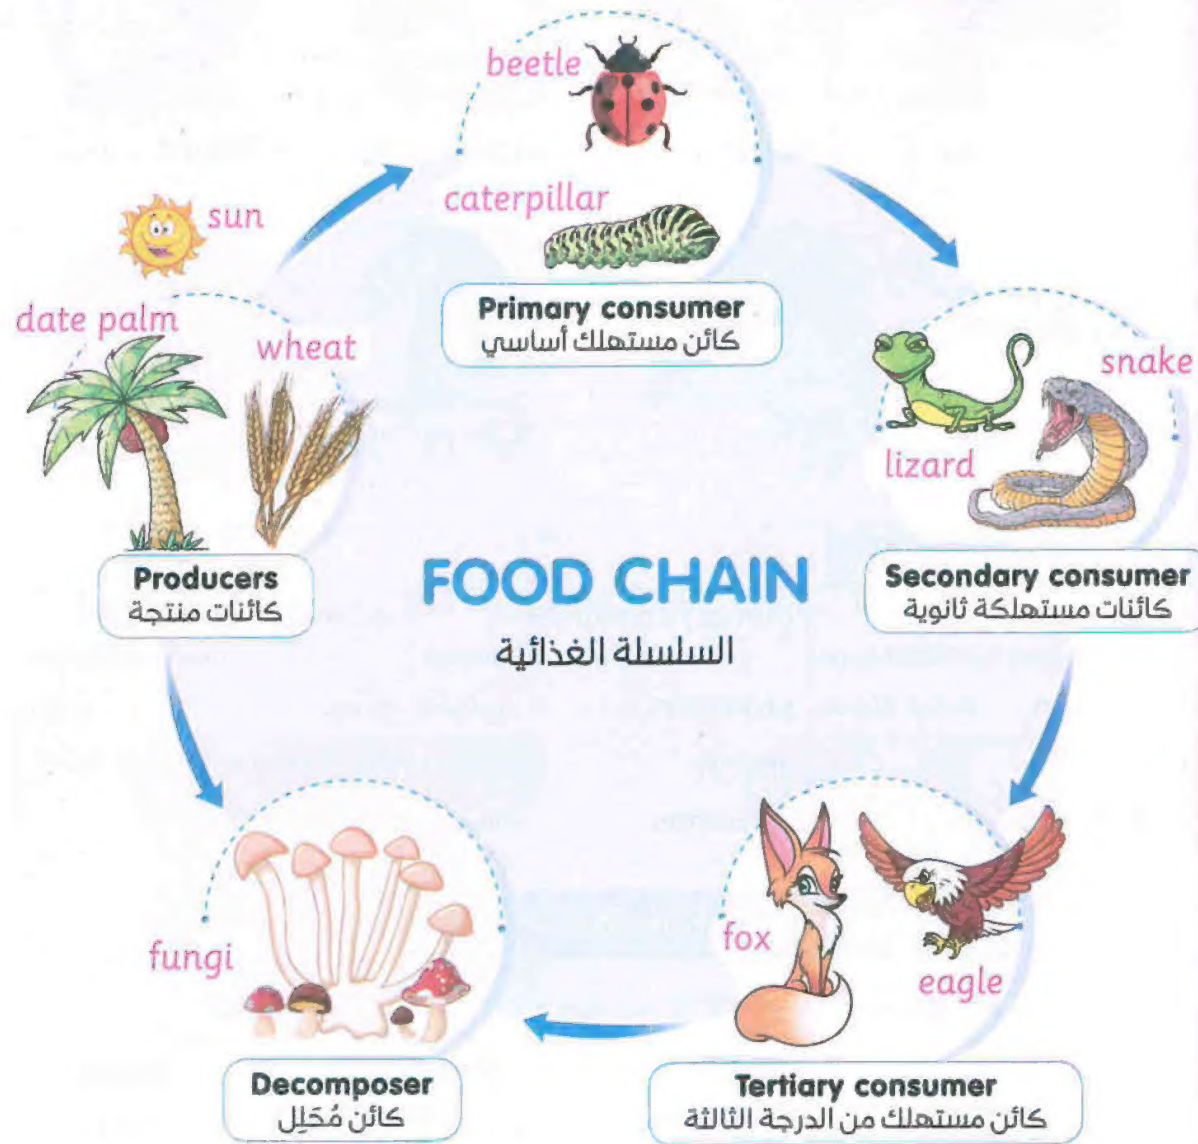 beetle
caterpillar
Primary consumer
كائن مستهلك أساسي
sun
date palm
wheat
Producers
كائنات منتجة
snake
lizard
Secondary consumer
كائنات مستهلكة ثانوية
FOOD CHAIN
السلسلة الغذائية
fox
eagle
Tertiary consumer
كائن مستهلك من الدرجة الثالثة
fungi
Decomposer
كائن مُحَلِل